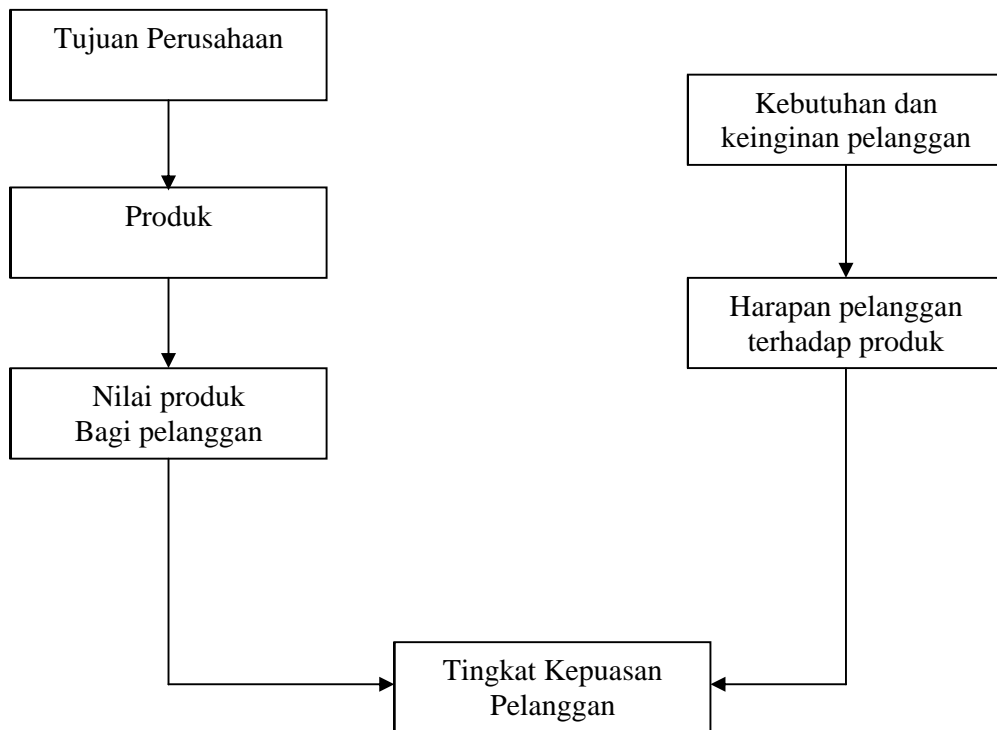 Tujuan Perusahaan
Kebutuhan dan
keinginan pelanggan
Produk
Harapan pelanggan
terhadap produk
Nilai produk
Bagi pelanggan
Tingkat Kepuasan
Pelanggan